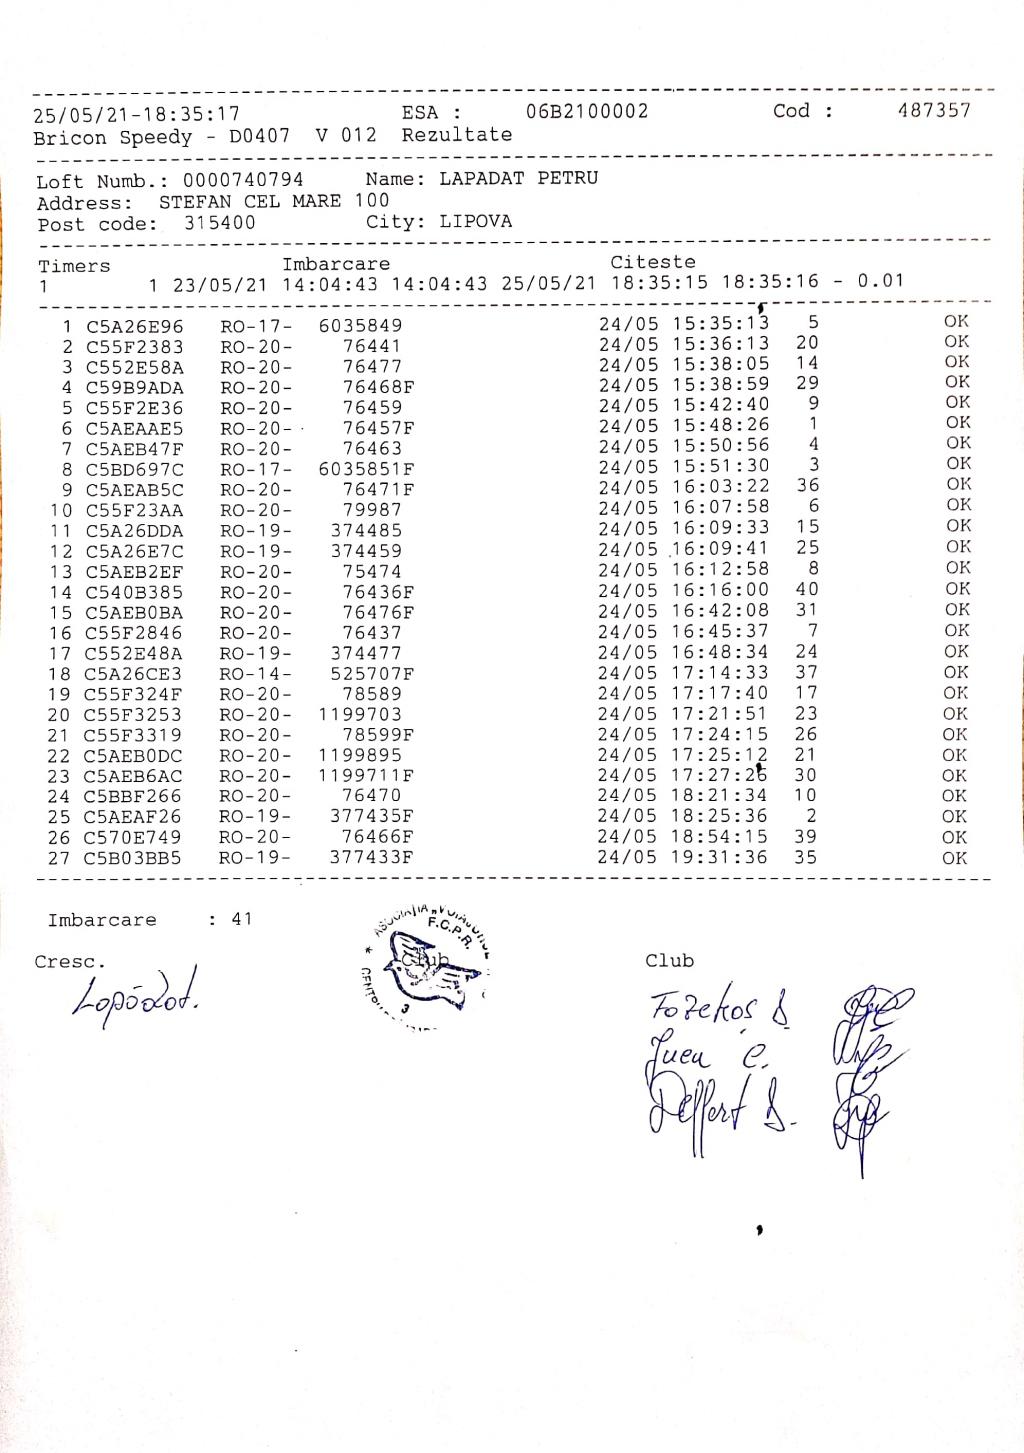 25/05/21-18:35:17 ESA : 06B2100002 Cod : 487357
Bricon Speedy - D0407 V 012 Rezultate
Loft Numb.: 0000740794 Name: LAPADAT PETRU
Address: STEFAN CEL MARE 100
Post code: 315400 City: LIPOVA
Timers Imbarcare Citeste
1 1 23/05/21 14:04:43 14:04:43 25/05/21 18:35:15 18:35:16 - 0.01
1 C5A26E96 RO-17- 6035849 24/05 15:35:13 5 OK
2 C55F2383 RO-20- 76441 24/05 15:36:13 20 OK
3 C552E58A RO-20- 76477 24/05 15:38:05 14 OK
4 C59B9ADA RO-20- 76468F 24/05 15:38:59 29 OK
5 C55F2E36 RO-20- 76459 24/05 15:42:40 9 OK
6 C5AEAAE5 RO-20- 76457F 24/05 15:48:26 1 OK
7 C5AEB47F RO-20- 76463 24/05 15:50:56 4 OK
8 C5BD697C RO-17- 6035851F 24/05 15:51:30 3 OK
9 C5AEAB5C RO-20- 76471F 24/05 16:03:22 36 OK
10 C55F23AA RO-20- 79987 24/05 16:07:58 6 OK
11 C5A26DDA RO-19- 374485 24/05 16:09:33 15 OK
12 C5A26E7C RO-19- 374459 24/05 16:09:41 25 OK
13 C5AEB2EF RO-20- 75474 24/05 16:12:58 8 OK
14 C540B385 RO-20- 76436F 24/05 16:16:00 40 OK
15 C5AEB0BA RO-20- 76476F 24/05 16:42:08 31 OK
16 C55F2846 RO-20- 76437 24/05 16:45:37 7 OK
17 C552E48A RO-19- 374477 24/05 16:48:34 24 OK
18 C5A26CE3 RO-14- 525707F 24/05 17:14:33 37 OK
19 C55F324F RO-20- 78589 24/05 17:17:40 17 OK
20 C55F3253 RO-20- 1199703 24/05 17:21:51 23 OK
21 C55F3319 RO-20- 78599F 24/05 17:24:15 26 OK
22 C5AEB0DC RO-20- 1199895 24/05 17:25:12 21 OK
23 C5AEB6AC RO-20- 1199711F 24/05 17:27:26 30 OK
24 C5BBF266 RO-20- 76470 24/05 18:21:34 10 OK
25 C5AEAF26 RO-19- 377435F 24/05 18:25:36 2 OK
26 C570E749 RO-20- 76466F 24/05 18:54:15 39 OK
27 C5B03BB5 RO-19- 377433F 24/05 19:31:36 35 OK
Imbarcare : 41
F.C.P.R.
3
Cresc. Club Club